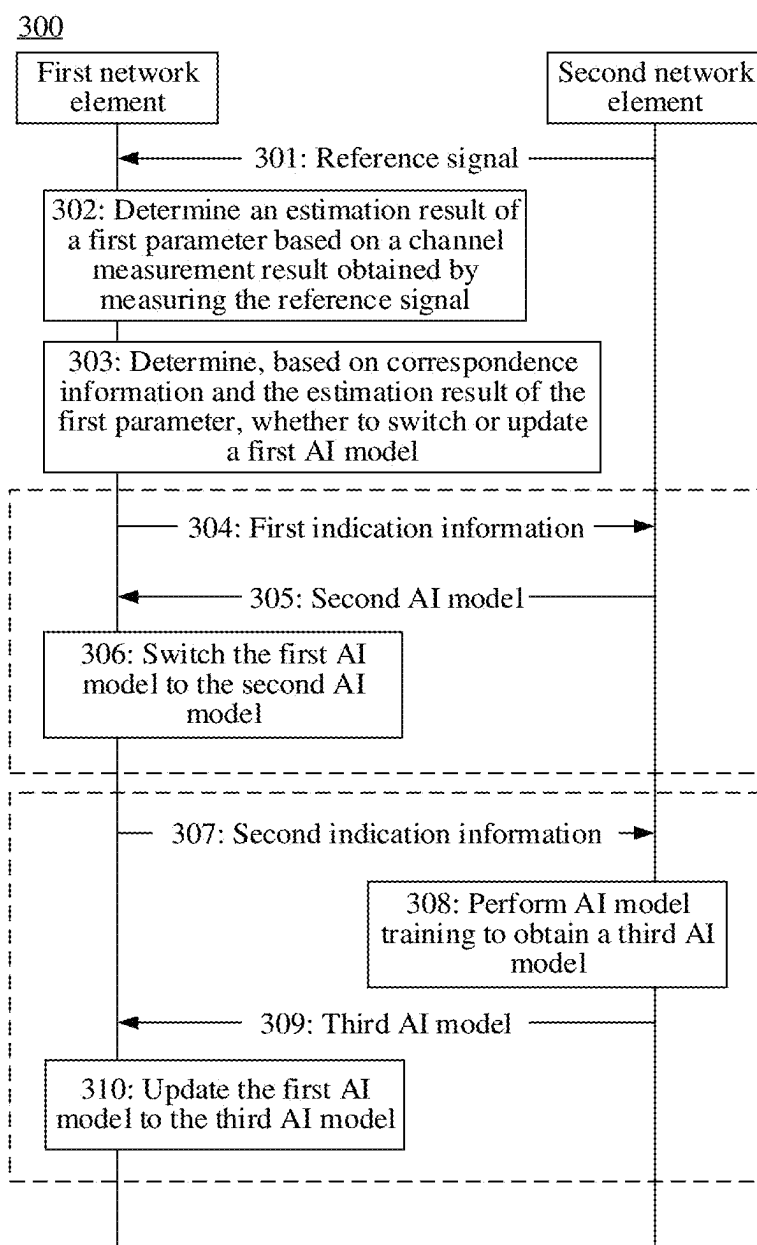 300
First network
element
Second network
element
301: Reference signal
302: Determine an estimation result of
a first parameter based on a channel
measurement result obtained by
measuring the reference signal
303: Determine, based on correspondence
information and the estimation result of the
first parameter, whether to switch or update
a first AI model
304: First indication information
305: Second AI model
306: Switch the first AI
model to the second AI
model
307: Second indication information
308: Perform AI model
training to obtain a third AI
model
309: Third AI model
310: Update the first AI
model to the third AI model